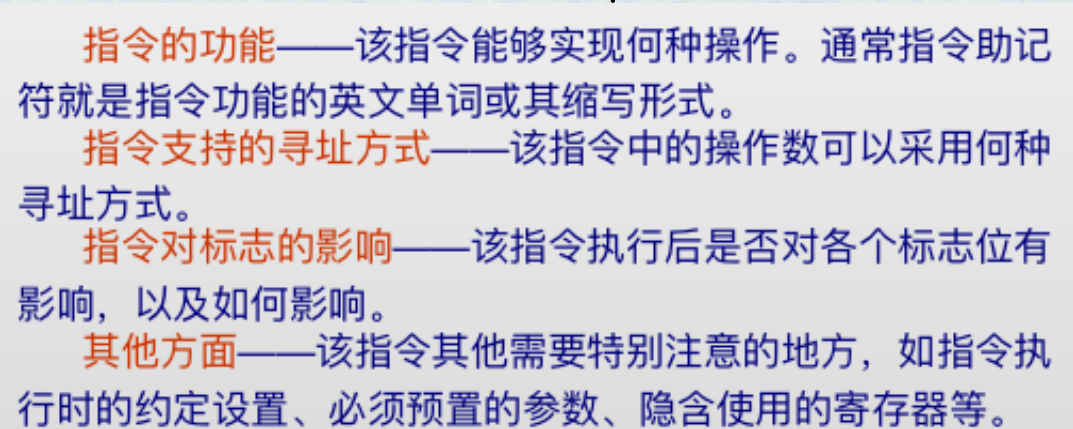 指令的功能——该指令能够实现何种操作。通常指令助记
符就是指令功能的英文单词或其缩写形式。
指令支持的寻址方式——该指令中的操作数可以采用何种
寻址方式。
指令对标志的影响——该指令执行后是否对各个标志位有
影响，以及如何影响。
其他方面——该指令其他需要特别注意的地方，如指令执
行时的约定设置、必须预置的参数、隐含使用的寄存器等。